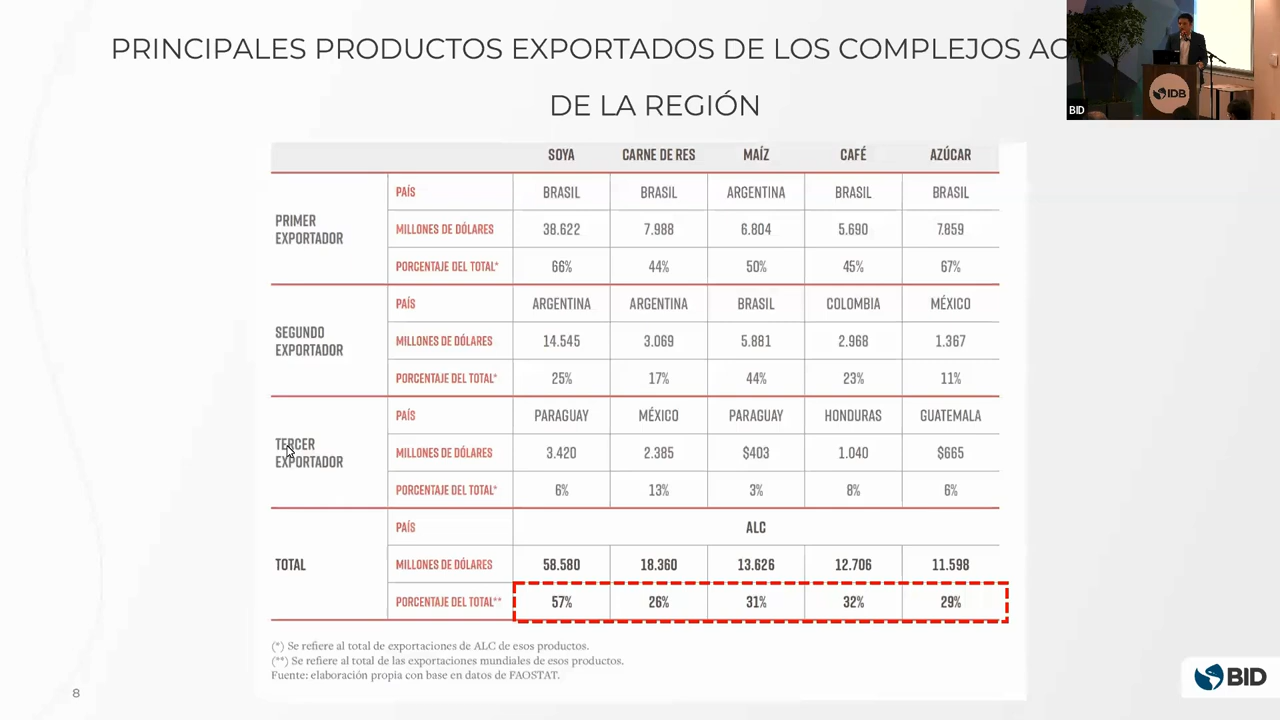 PRINCIPALES PRODUCTOS EXPORTADOS DE LOS COMPLEJOS
DE LA REGIÓN
BID
IDB
SOYA CARNE DE RES MAÍZ CAFÉ AZÚCAR
PRIMER EXPORTADOR
PAÍS BRASIL BRASIL ARGENTINA BRASIL BRASIL
MILLONES DE DÓLARES 38.622 7.988 6.804 5.690 7.859
PORCENTAJE DEL TOTAL* 66% 44% 50% 45% 67%
SEGUNDO EXPORTADOR
PAÍS ARGENTINA ARGENTINA BRASIL COLOMBIA MÉXICO
MILLONES DE DÓLARES 14.545 3.069 5.881 2.968 1.367
PORCENTAJE DEL TOTAL* 25% 17% 44% 23% 11%
TERCER EXPORTADOR
PAÍS PARAGUAY MÉXICO PARAGUAY HONDURAS GUATEMALA
MILLONES DE DÓLARES 3.420 2.385 $403 1.040 $665
PORCENTAJE DEL TOTAL* 6% 13% 3% 8% 6%
TOTAL
PAÍS ALC
MILLONES DE DÓLARES 58.580 18.360 13.626 12.706 11.598
PORCENTAJE DEL TOTAL** 57% 26% 31% 32% 29%
(*) Se refiere al total de exportaciones de ALC de esos productos.
(**) Se refiere al total de las exportaciones mundiales de esos productos.
Fuente: elaboración propia con base en datos de FAOSTAT.
8
BID